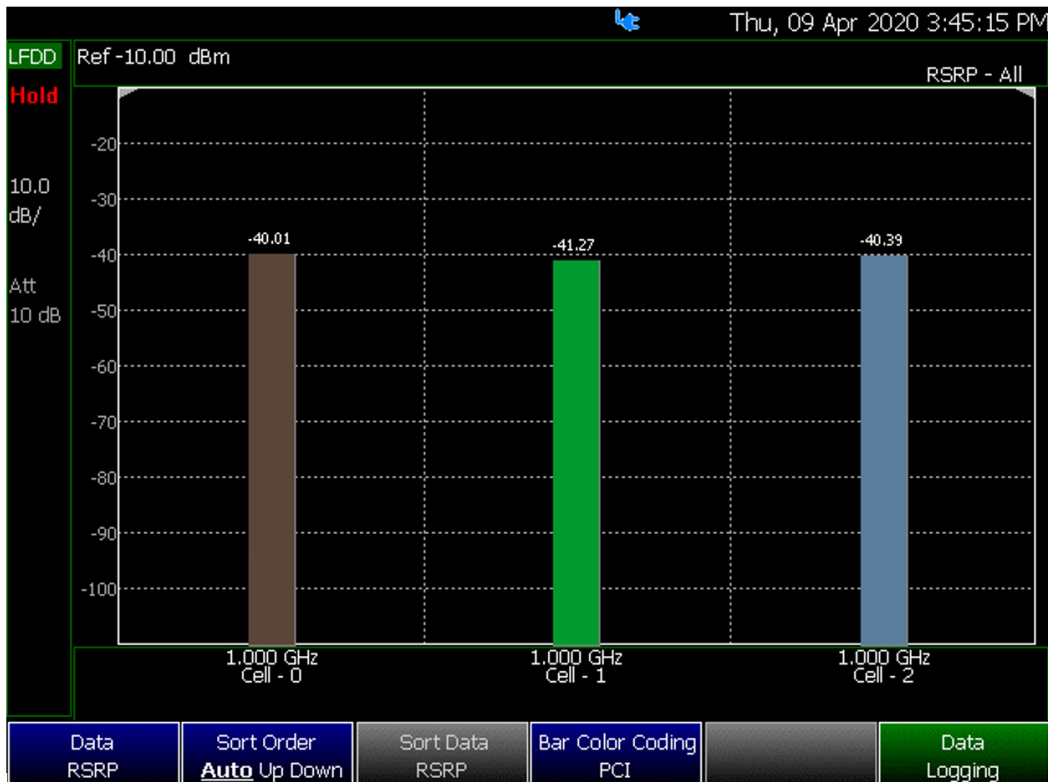 Thu, 09 Apr 2020 3:45:15 PM
LFDD
Ref -10.00 dBm
RSRP - All
Hold
10.0
dB/
Att
10 dB
-20
-30
-40
-50
-60
-70
-80
-90
-100
-40.01
-41.27
-40.39
1.000 GHz
Cell - 0
1.000 GHz
Cell - 1
1.000 GHz
Cell - 2
Data
RSRP
Sort Order
Auto Up Down
Sort Data
RSRP
Bar Color Coding
PCI
Data
Logging